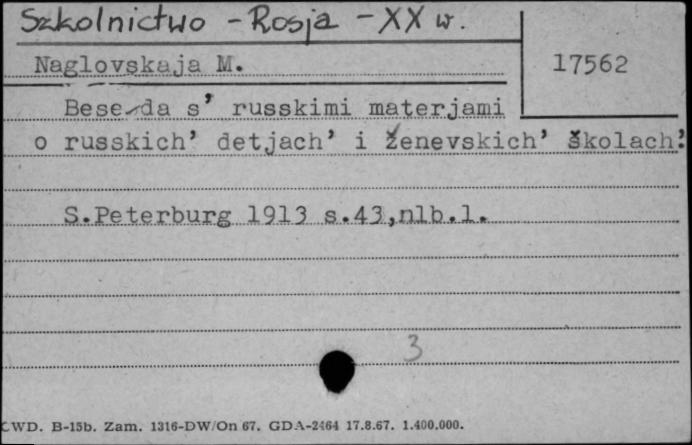 Szkolnictwo - Rosja - XX w.
Naglovskaja M.
17562
Bese-da s' russkimi materjami
o russkich' detjach' i ženevskich' školach'.
S.Peterburg 1913 s.43,nlb.1.
3
CWD. B-15b. Zam. 1316-DW/On 67. GDA-2464 17.8.67. 1.400.000.